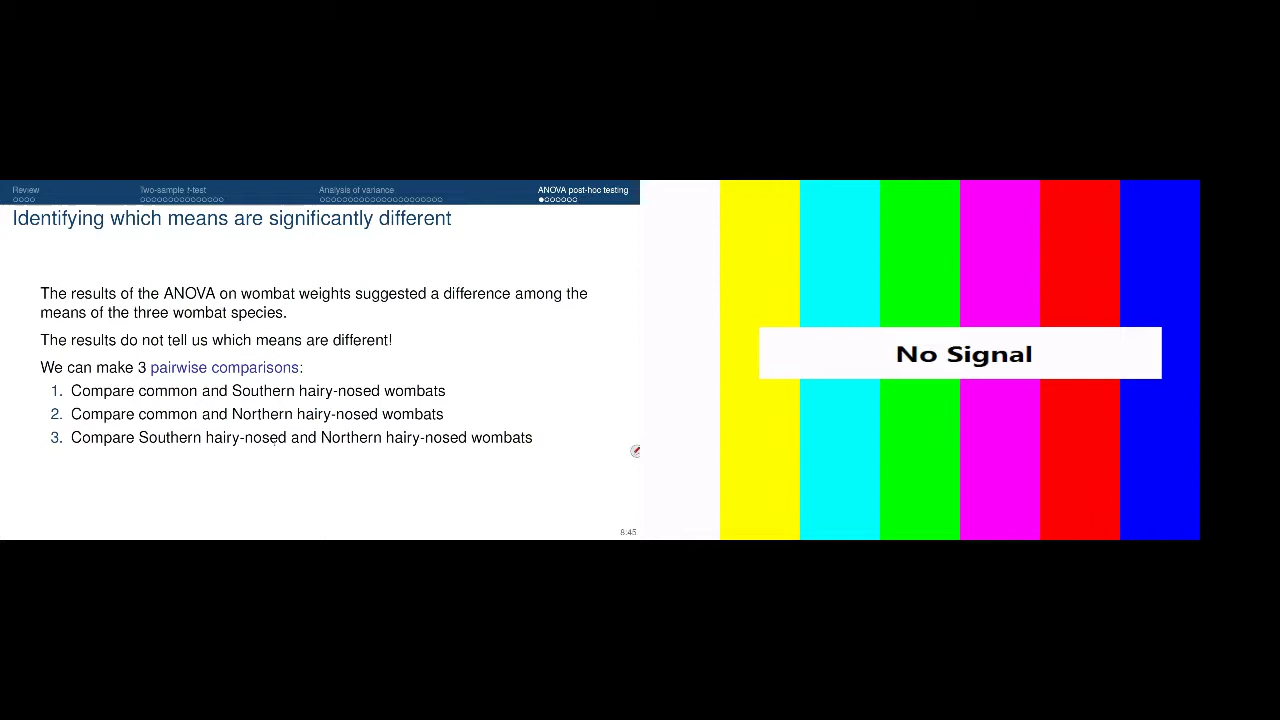 Review
Two-sample t-test
Analysis of variance
ANOVA post-hoc testing
Identifying which means are significantly different
The results of the ANOVA on wombat weights suggested a difference among the
means of the three wombat species.
The results do not tell us which means are different!
We can make 3 pairwise comparisons:
1. Compare common and Southern hairy-nosed wombats
2. Compare common and Northern hairy-nosed wombats
3. Compare Southern hairy-nosed and Northern hairy-nosed wombats
8:45
No Signal